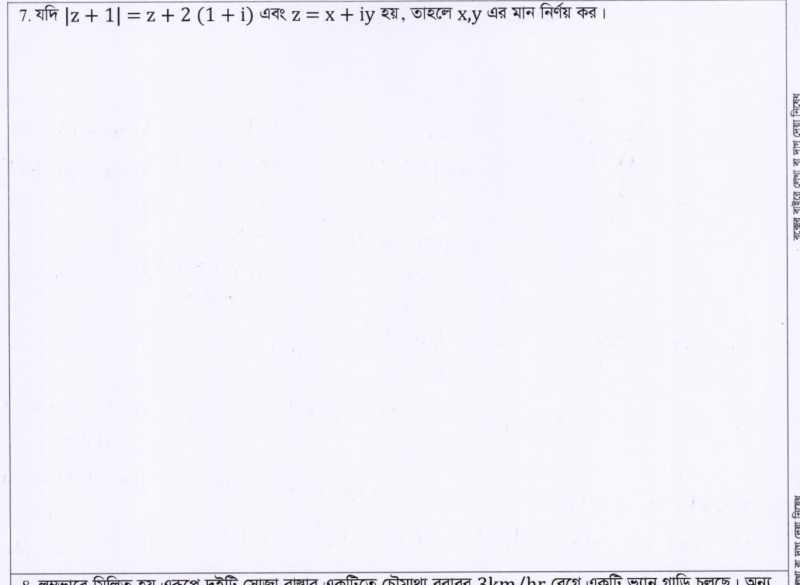 7. যদি |z + 1| = z + 2 (1 + i) এবং z = x + iy হয়, তাহলে x,y এর মান নির্ণয় কর।
বক্সের বাইরে লেখা বা দাগ দেয়া নিষেধ
বা দাগ দেয়া নিষেধ
8. লম্বভাবে মিলিত হয় এরূপে দুইটি সোজা রাস্তার একটিতে চৌমাথা বরাবর 3km/hr বেগে একটি ভ্যান গাড়ি চলছে। অন্য